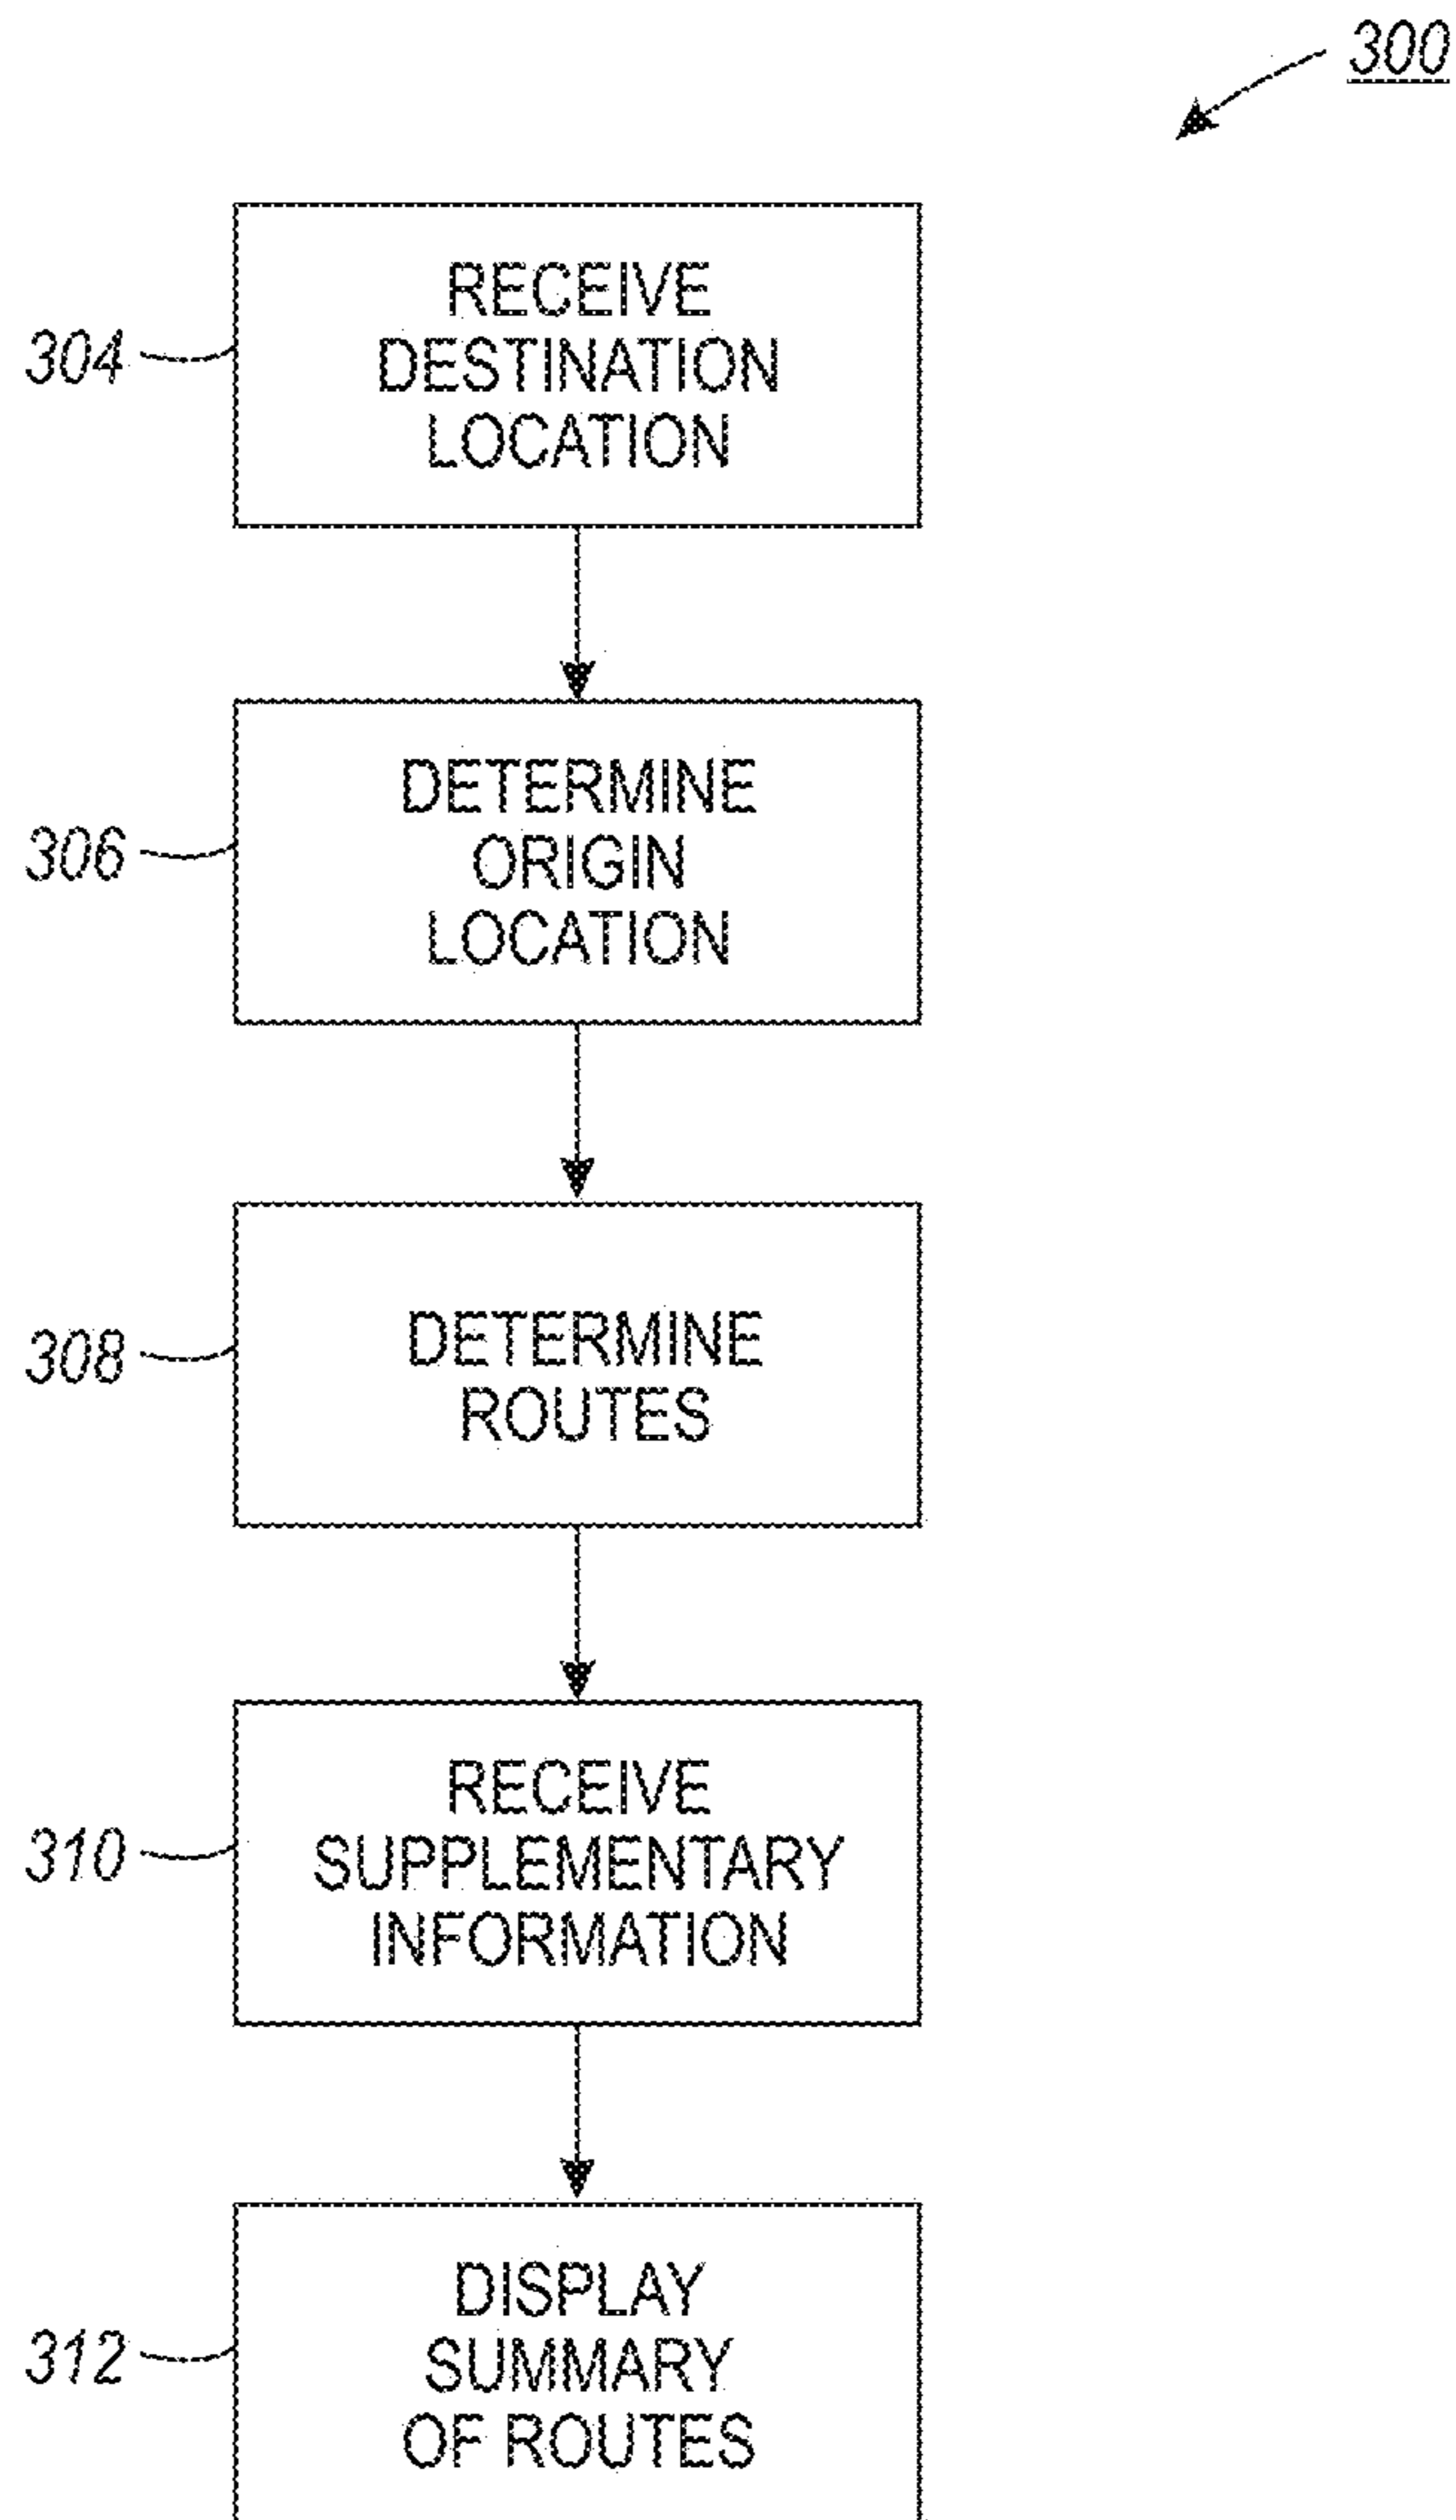 300
304
RECEIVE
DESTINATION
LOCATION
306
DETERMINE
ORIGIN
LOCATION
308
DETERMINE
ROUTES
310
RECEIVE
SUPPLEMENTARY
INFORMATION
312
DISPLAY
SUMMARY
OF ROUTES